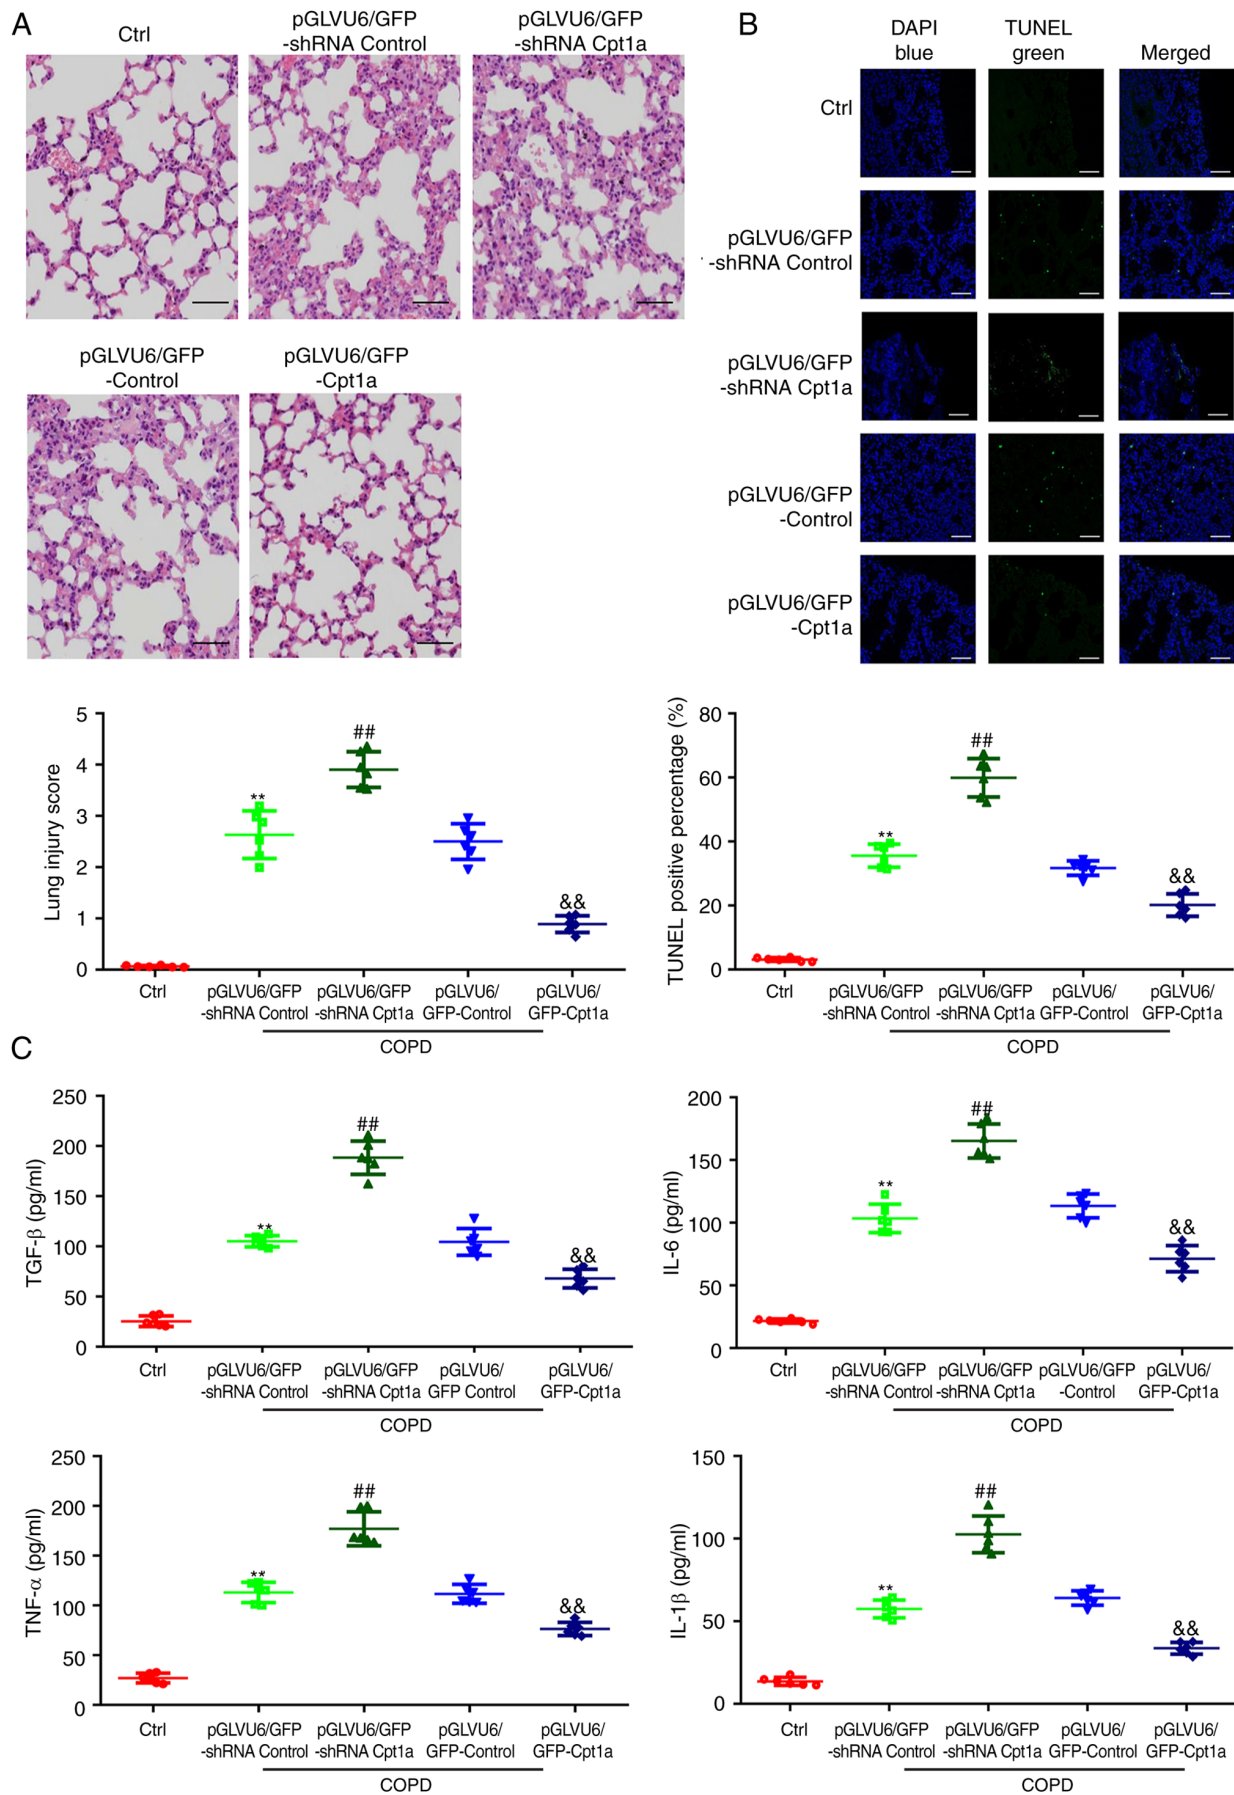 A
Ctrl
pGLVU6/GFP
-shRNA Control
pGLVU6/GFP
-shRNA Cpt1a
pGLVU6/GFP
-Control
pGLVU6/GFP
-Cpt1a
B
DAPI
blue
TUNEL
green
Merged
Ctrl
pGLVU6/GFP
-shRNA Control
pGLVU6/GFP
-shRNA Cpt1a
pGLVU6/GFP
-Control
pGLVU6/GFP
-Cpt1a
Lung injury score
5
4
3
2
1
0
**
##
&&
Ctrl
pGLVU6/GFP
-shRNA Control
pGLVU6/GFP
-shRNA Cpt1a
pGLVU6/
GFP-Control
pGLVU6/
GFP-Cpt1a
COPD
TUNEL positive percentage (%)
80
60
40
20
0
**
##
&&
Ctrl
pGLVU6/GFP
-shRNA Control
pGLVU6/GFP
-shRNA Cpt1a
pGLVU6/
GFP-Control
pGLVU6/
GFP-Cpt1a
COPD
C
TGF-β (pg/ml)
250
200
150
100
50
0
**
##
&&
Ctrl
pGLVU6/GFP
-shRNA Control
pGLVU6/GFP
-shRNA Cpt1a
pGLVU6/
GFP Control
pGLVU6/
GFP-Cpt1a
COPD
IL-6 (pg/ml)
200
150
100
50
0
**
##
&&
Ctrl
pGLVU6/GFP
-shRNA Control
pGLVU6/GFP
-shRNA Cpt1a
pGLVU6/GFP
-Control
pGLVU6/
GFP-Cpt1a
COPD
TNF-α (pg/ml)
250
200
150
100
50
0
**
##
&&
Ctrl
pGLVU6/GFP
-shRNA Control
pGLVU6/GFP
-shRNA Cpt1a
pGLVU6/
GFP-Control
pGLVU6/
GFP-Cpt1a
COPD
IL-1β (pg/ml)
150
100
50
0
**
##
&&
Ctrl
pGLVU6/GFP
-shRNA Control
pGLVU6/GFP
-shRNA Cpt1a
pGLVU6/
GFP-Control
pGLVU6/
GFP-Cpt1a
COPD